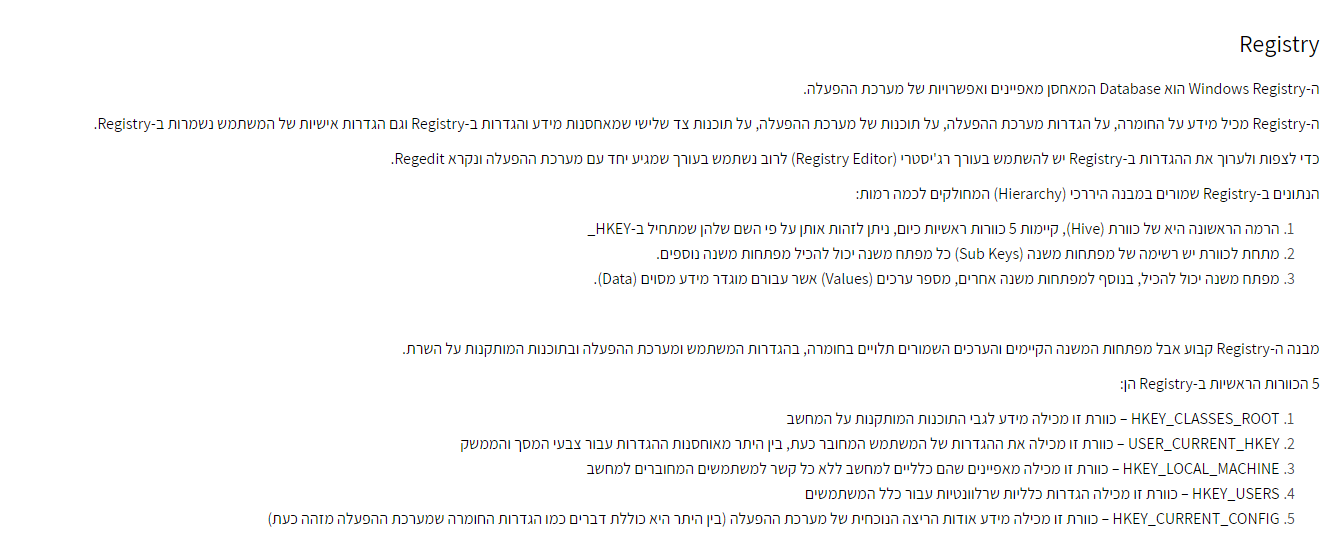 Registry
ה-Windows Registry הוא Database המאחסן מאפיינים ואפשרויות של מערכת ההפעלה.
ה-Registry מכיל מידע על החומרה, על הגדרות מערכת ההפעלה, על תוכנות של מערכת ההפעלה, על תוכנות צד שלישי שמאחסנות מידע והגדרות ב-Registry וגם הגדרות אישיות של המשתמש נשמרות ב-Registry.
כדי לצפות ולערוך את ההגדרות ב-Registry יש להשתמש בעורך רג'יסטרי (Registry Editor) לרוב נשתמש בעורך שמגיע יחד עם מערכת ההפעלה ונקרא Regedit.
הנתונים ב-Registry שמורים במבנה היררכי (Hierarchy) המחולקים לכמה רמות:
1. הרמה הראשונה היא של כוורת (Hive), קיימות 5 כוורות ראשיות כיום, ניתן לזהות אותן על פי השם שלהן שמתחיל ב-HKEY_
2. מתחת לכוורת יש רשימה של מפתחות משנה (Sub Keys) כל מפתח משנה יכול להכיל מפתחות משנה נוספים.
3. מפתח משנה יכול להכיל, בנוסף למפתחות משנה אחרים, מספר ערכים (Values) אשר עבורם מוגדר מידע מסוים (Data).
מבנה ה-Registry קבוע אבל מפתחות המשנה הקיימים והערכים השמורים תלויים בחומרה, בהגדרות המשתמש ומערכת ההפעלה ובתוכנות המותקנות על השרת.
5 הכוורות הראשיות ב-Registry הן:
1. HKEY_CLASSES_ROOT – כוורת זו מכילה מידע לגבי התוכנות המותקנות על המחשב
2. USER_CURRENT_HKEY – כוורת זו מכילה את ההגדרות של המשתמש המחובר כעת, בין היתר מאוחסנות ההגדרות עבור צבעי המסך והממשק
3. HKEY_LOCAL_MACHINE – כוורת זו מכילה מאפיינים שהם כלליים למחשב ללא כל קשר למשתמשים המחוברים למחשב
4. HKEY_USERS – כוורת זו מכילה הגדרות כלליות שרלוונטיות עבור כלל המשתמשים
5. HKEY_CURRENT_CONFIG – כוורת זו מכילה מידע אודות הריצה הנוכחית של מערכת ההפעלה (בין היתר היא כוללת דברים כמו הגדרות החומרה שמערכת ההפעלה מזהה כעת)